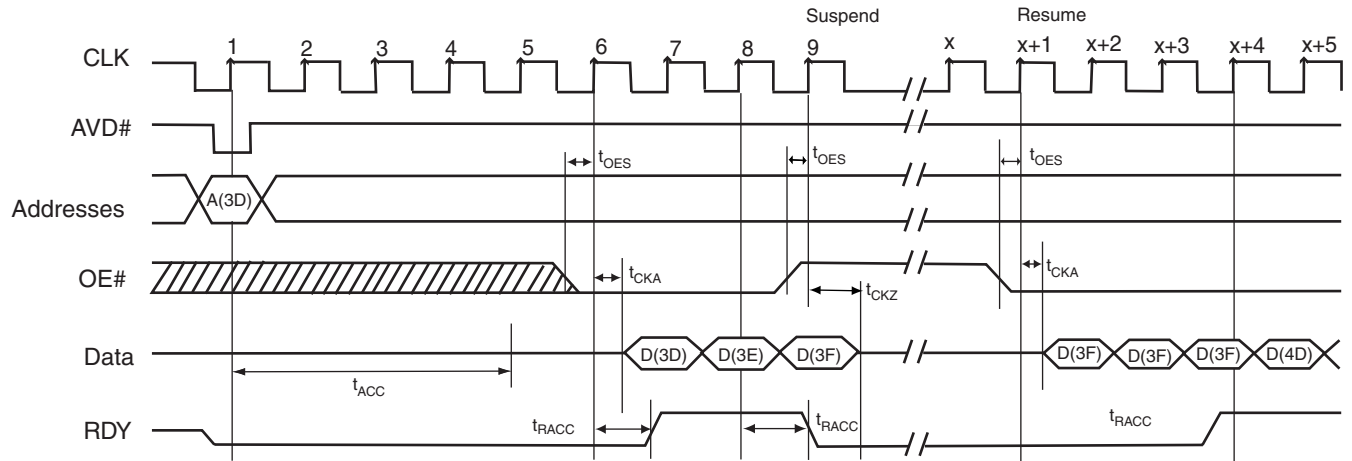 Suspend Resume
CLK 1 2 3 4 5 6 7 8 9 x x+1 x+2 x+3 x+4 x+5
AVD#
tOES tOES tOES
Addresses A(3D)
OE# tCKA tCKZ tCKA
Data D(3D) D(3E) D(3F) D(3F) D(3F) D(3F) D(4D)
tACC
RDY tRACC tRACC tRACC